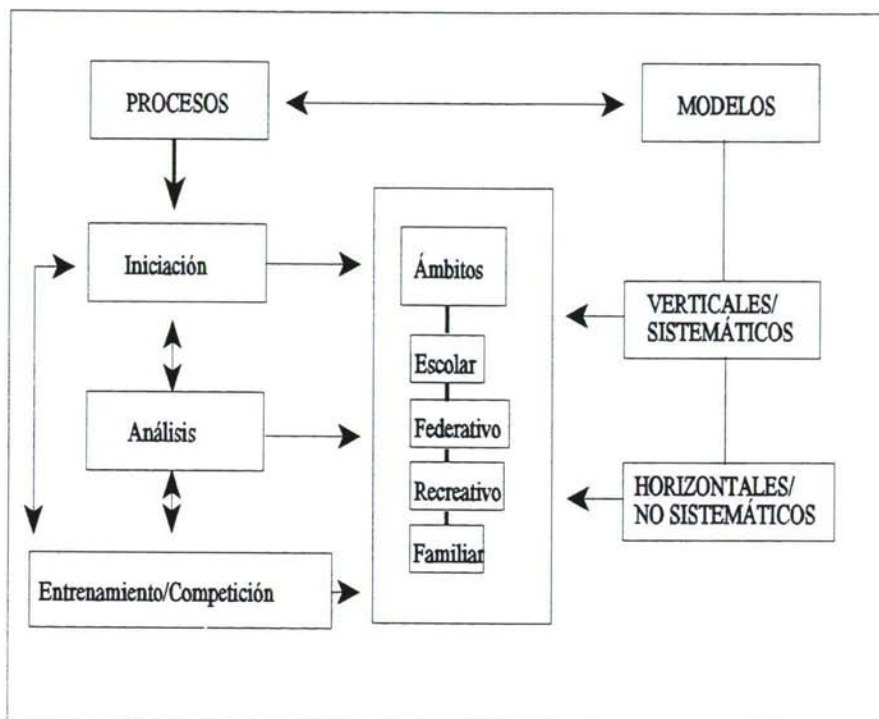 PROCESOS
MODELOS
Iniciación
Ámbitos
VERTICALES/
SISTEMÁTICOS
Escolar
Análisis
Federativo
Recreativo
HORIZONTALES/
NO SISTEMÁTICOS
Familiar
Entrenamiento/Competición